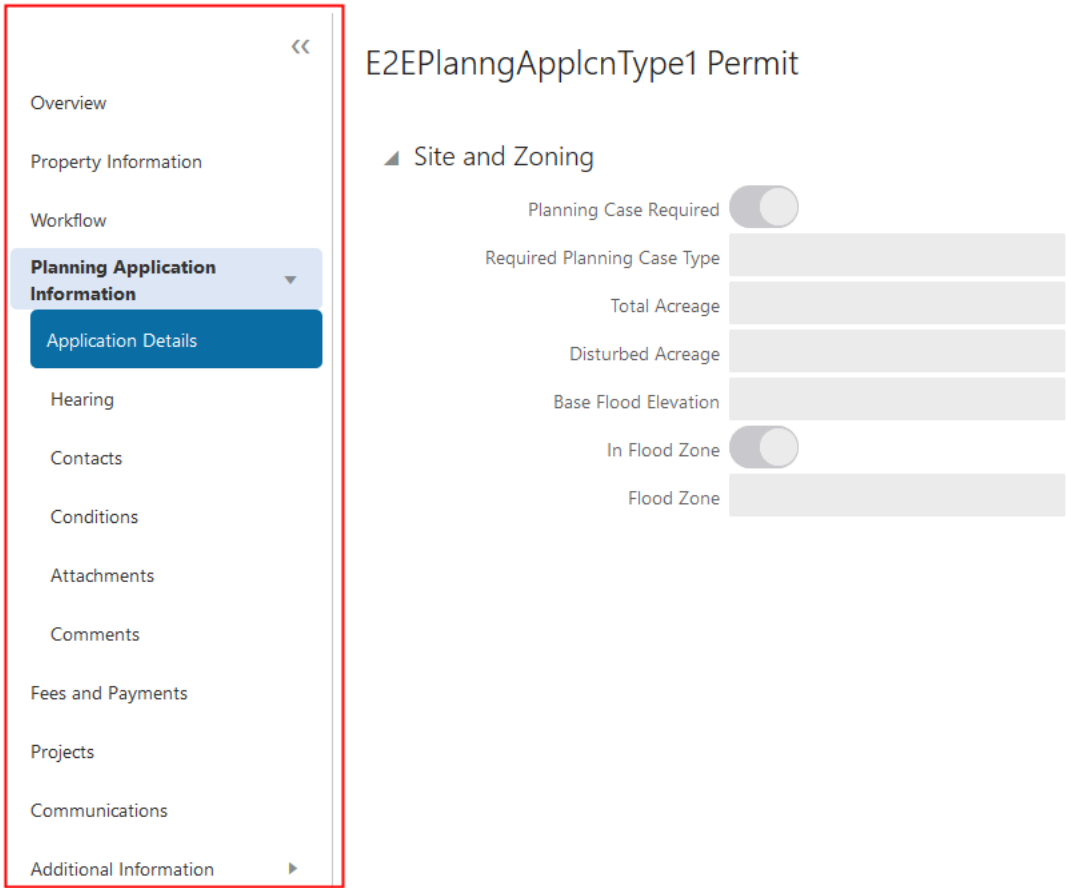 Overview
Property Information
Workflow
Planning Application
Information
Application Details
Hearing
Contacts
Conditions
Attachments
Comments
Fees and Payments
Projects
Communications
Additional Information
E2EPlanngApplcnType1 Permit
Site and Zoning
Planning Case Required
Required Planning Case Type
Total Acreage
Disturbed Acreage
Base Flood Elevation
In Flood Zone
Flood Zone